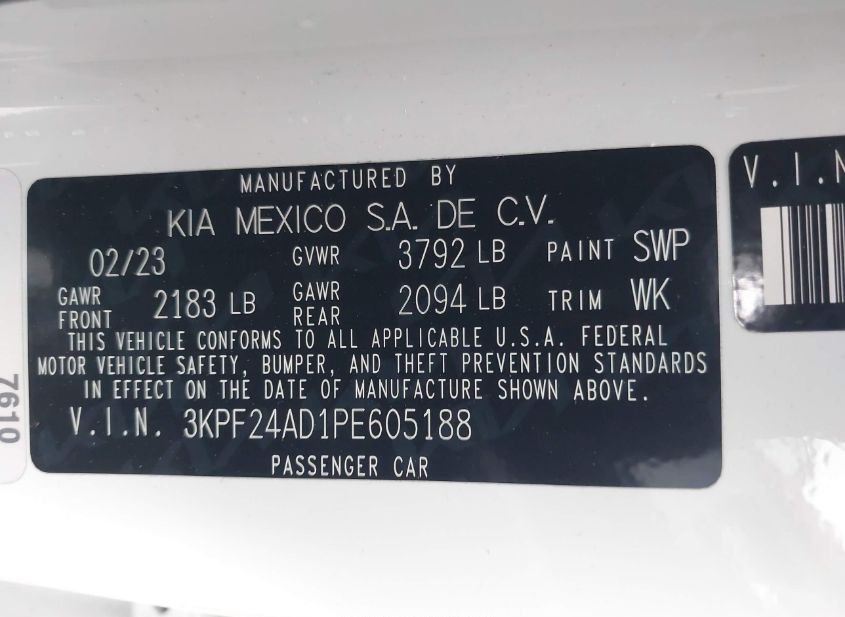 MANUFACTURED BY
KIA MEXICO S.A. DE C.V.
02/23 GVWR 3792 LB PAINT SWP
GAWR FRONT 2183 LB GAWR REAR 2094 LB TRIM WK
THIS VEHICLE CONFORMS TO ALL APPLICABLE U.S.A. FEDERAL
MOTOR VEHICLE SAFETY, BUMPER, AND THEFT PREVENTION STANDARDS
IN EFFECT ON THE DATE OF MANUFACTURE SHOWN ABOVE.
V.I.N. 3KPF24AD1PE605188
PASSENGER CAR
V.I.N
7610